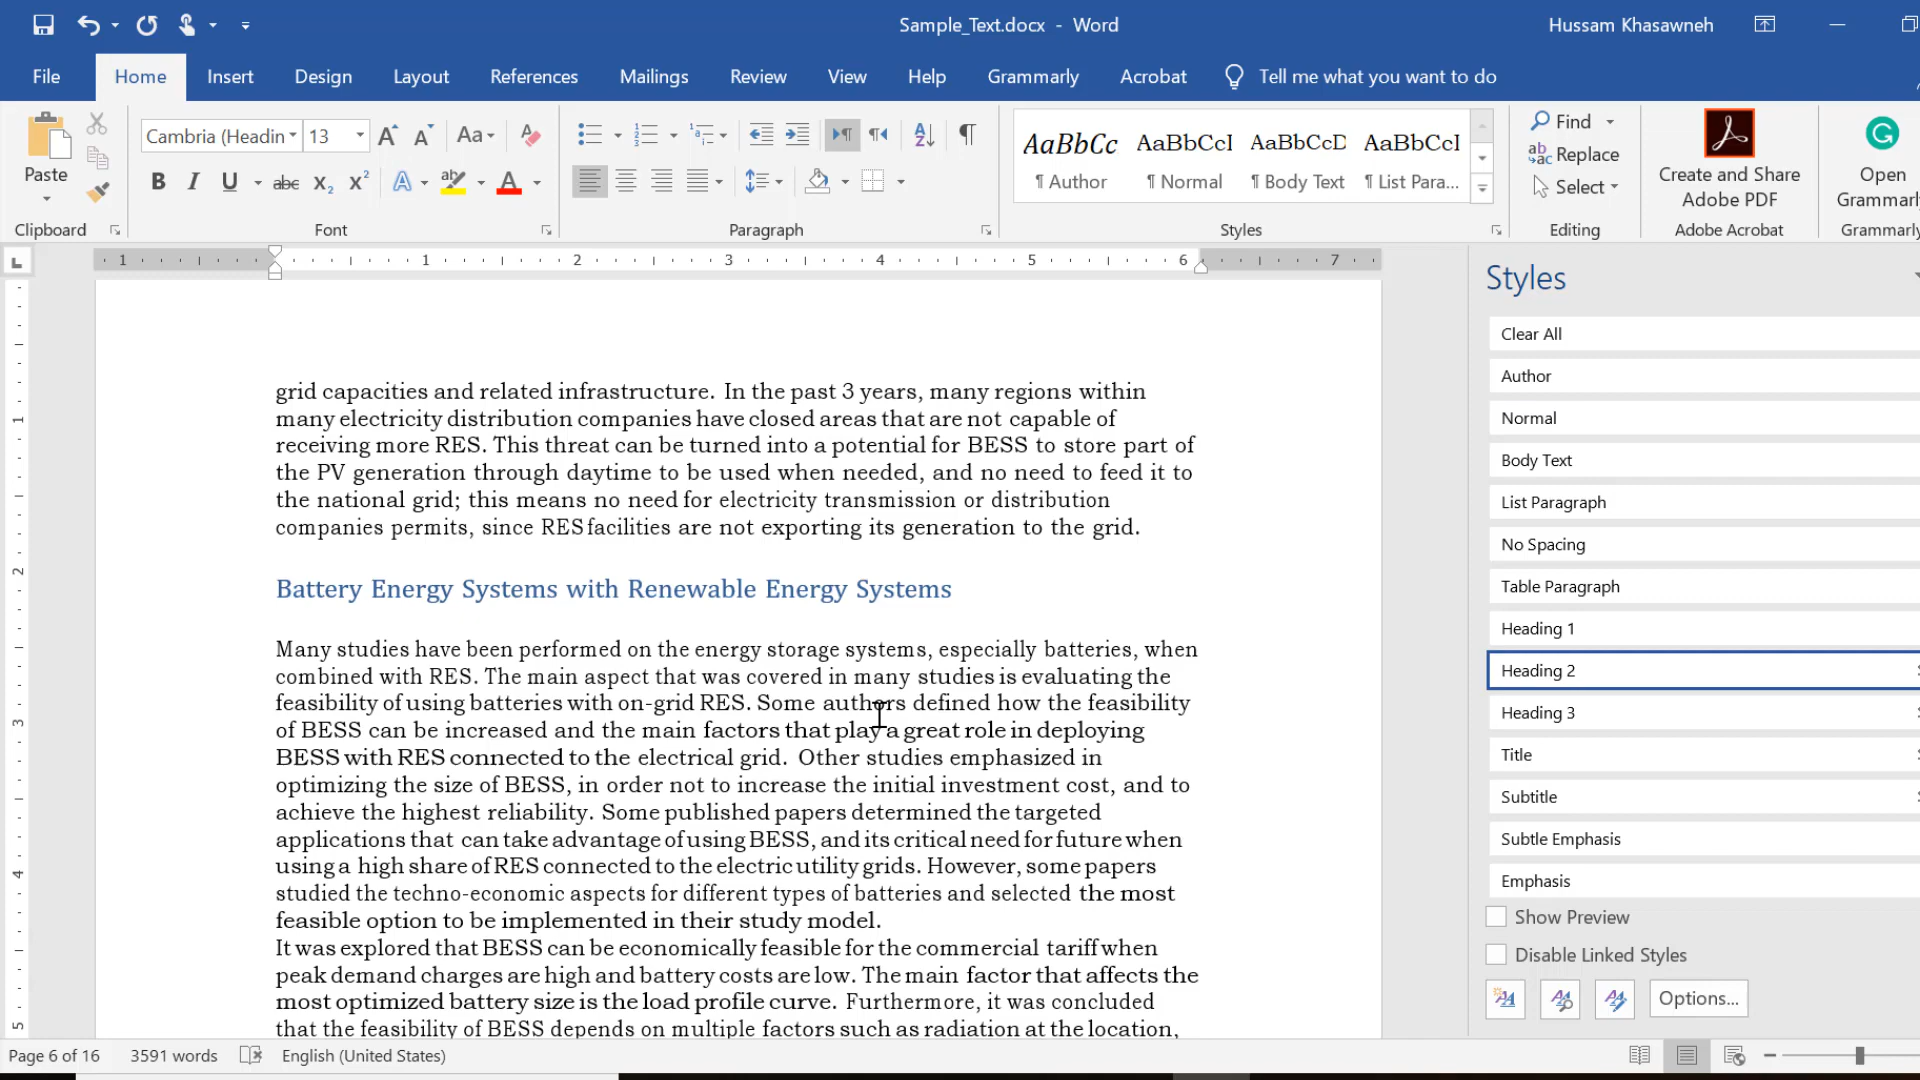 Sample_Text.docx - Word
Hussam Khasawneh
File Home Insert Design Layout References Mailings Review View Help Grammarly Acrobat Tell me what you want to do
Paste
Clipboard
Cambria (Headin 13
Aa
B I U abc X₂ X² A ab A
Font
Paragraph
AaBbCc AaBbCcI AaBbCcD AaBbCcI
¶ Author ¶ Normal ¶ Body Text ¶ List Para...
Styles
Find
Replace
Select
Editing
Create and Share
Adobe PDF
Adobe Acrobat
Open
Grammarly
Grammarly
1 1 2 3 4 5 6 7
grid capacities and related infrastructure. In the past 3 years, many regions within
many electricity distribution companies have closed areas that are not capable of
receiving more RES. This threat can be turned into a potential for BESS to store part of
the PV generation through daytime to be used when needed, and no need to feed it to
the national grid; this means no need for electricity transmission or distribution
companies permits, since RES facilities are not exporting its generation to the grid.
Battery Energy Systems with Renewable Energy Systems
Many studies have been performed on the energy storage systems, especially batteries, when
combined with RES. The main aspect that was covered in many studies is evaluating the
feasibility of using batteries with on-grid RES. Some authors defined how the feasibility
of BESS can be increased and the main factors that play a great role in deploying
BESS with RES connected to the electrical grid. Other studies emphasized in
optimizing the size of BESS, in order not to increase the initial investment cost, and to
achieve the highest reliability. Some published papers determined the targeted
applications that can take advantage of using BESS, and its critical need for future when
using a high share of RES connected to the electric utility grids. However, some papers
studied the techno-economic aspects for different types of batteries and selected the most
feasible option to be implemented in their study model.
It was explored that BESS can be economically feasible for the commercial tariff when
peak demand charges are high and battery costs are low. The main factor that affects the
most optimized battery size is the load profile curve. Furthermore, it was concluded
that the feasibility of BESS depends on multiple factors such as radiation at the location,
1
2
3
4
5
Styles
Clear All
Author
Normal
Body Text
List Paragraph
No Spacing
Table Paragraph
Heading 1
Heading 2
Heading 3
Title
Subtitle
Subtle Emphasis
Emphasis
Show Preview
Disable Linked Styles
Options...
Page 6 of 16 3591 words English (United States)